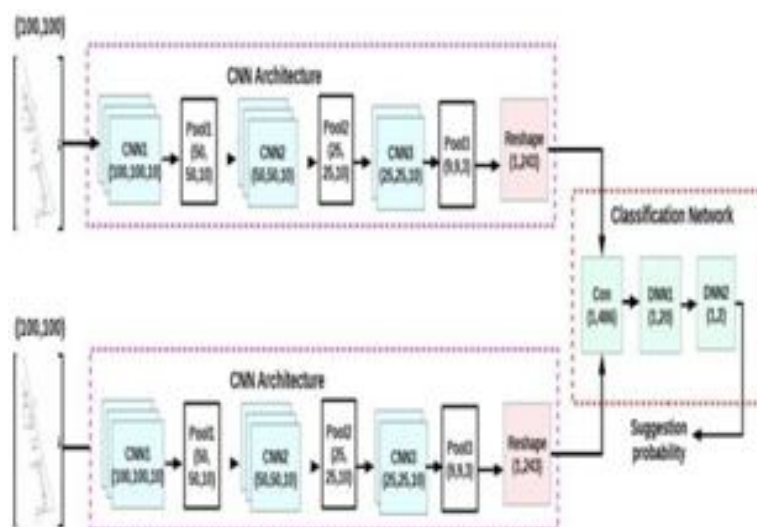 (100,100)
CNN Architecture
CNN1
(100,100,10)
Pool1
(50,
50,10)
CNN2
(50,50,10)
Pool2
(25,
25,10)
CNN3
(25,25,10)
Pool3
(9,9,3)
Reshape
(1,243)
Classification Network
Con
(1,486)
DNN1
(1,20)
DNN2
(1,2)
Suggestion
probability
(100,100)
CNN Architecture
CNN1
(100,100,10)
Pool1
(50,
50,10)
CNN2
(50,50,10)
Pool2
(25,
25,10)
CNN3
(25,25,10)
Pool3
(9,9,3)
Reshape
(1,243)